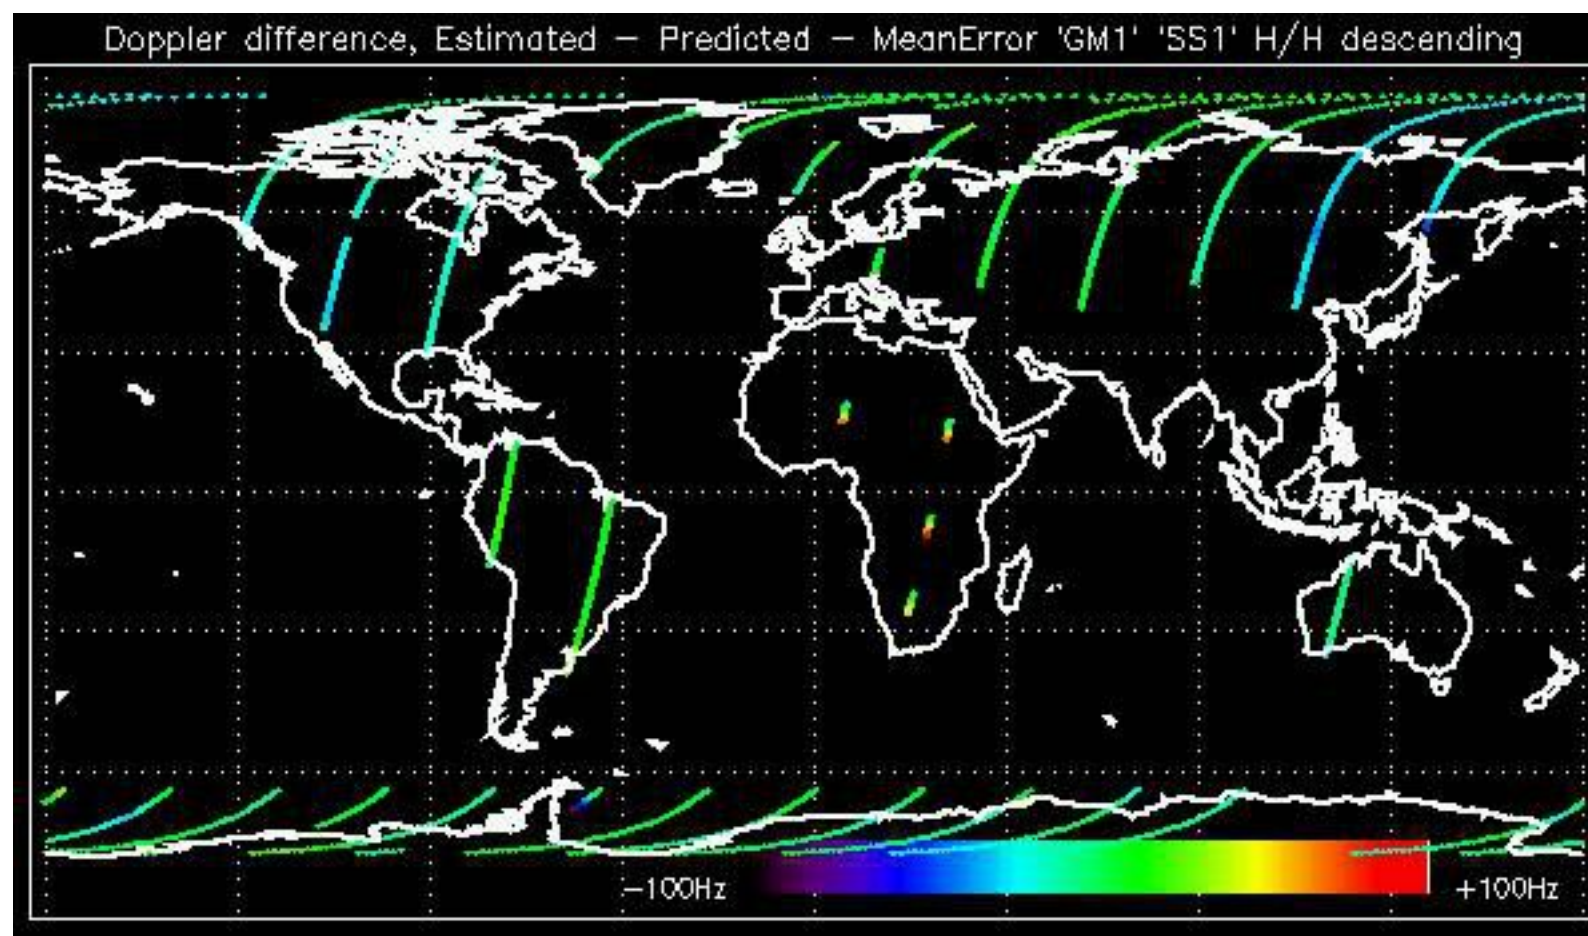 Doppler difference, Estimated — Predicted — MeanError 'GM1' 'SS1' H/H descending
—100Hz
+100Hz